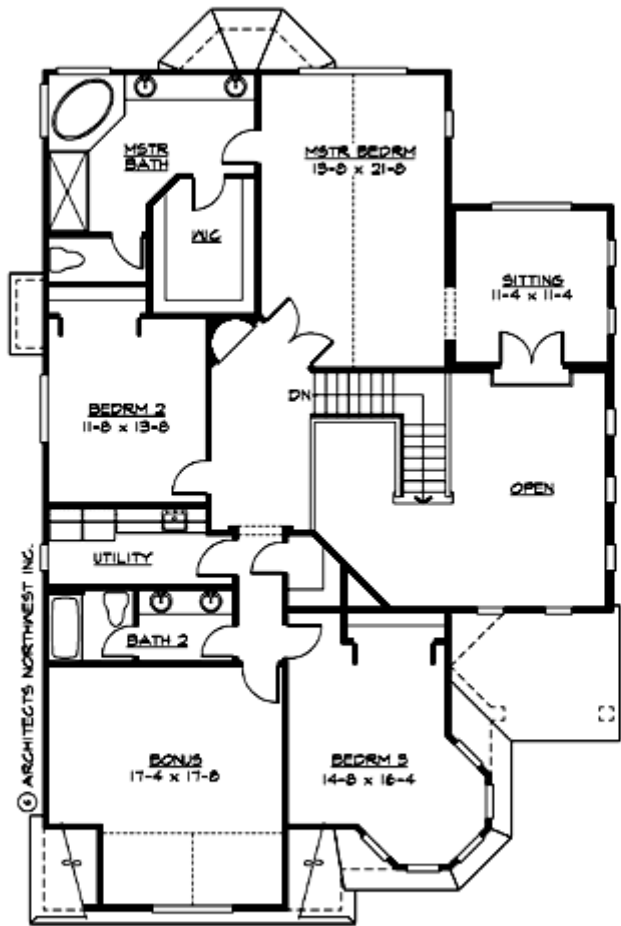 MSTR
BATH
MSTR BEDRM
13-8 x 21-8
WIC
SITTING
11-4 x 11-4
BEDRM 2
11-8 x 13-8
DN
OPEN
UTILITY
BATH 2
BONUS
17-4 x 17-8
BEDRM 3
14-8 x 16-4
© ARCHITECTS NORTHWEST INC.